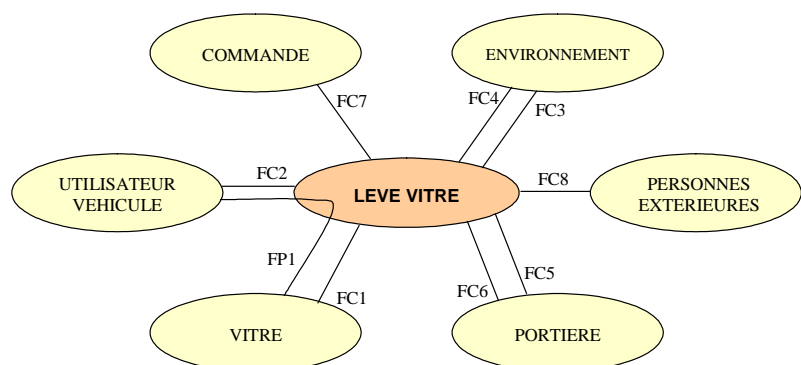 COMMANDE
ENVIRONNEMENT
FC7
FC4
FC3
UTILISATEUR
VEHICULE
FC2
LEVE VITRE
FC8
PERSONNES
EXTERIEURES
FP1
FC1
FC6
FC5
VITRE
PORTIERE